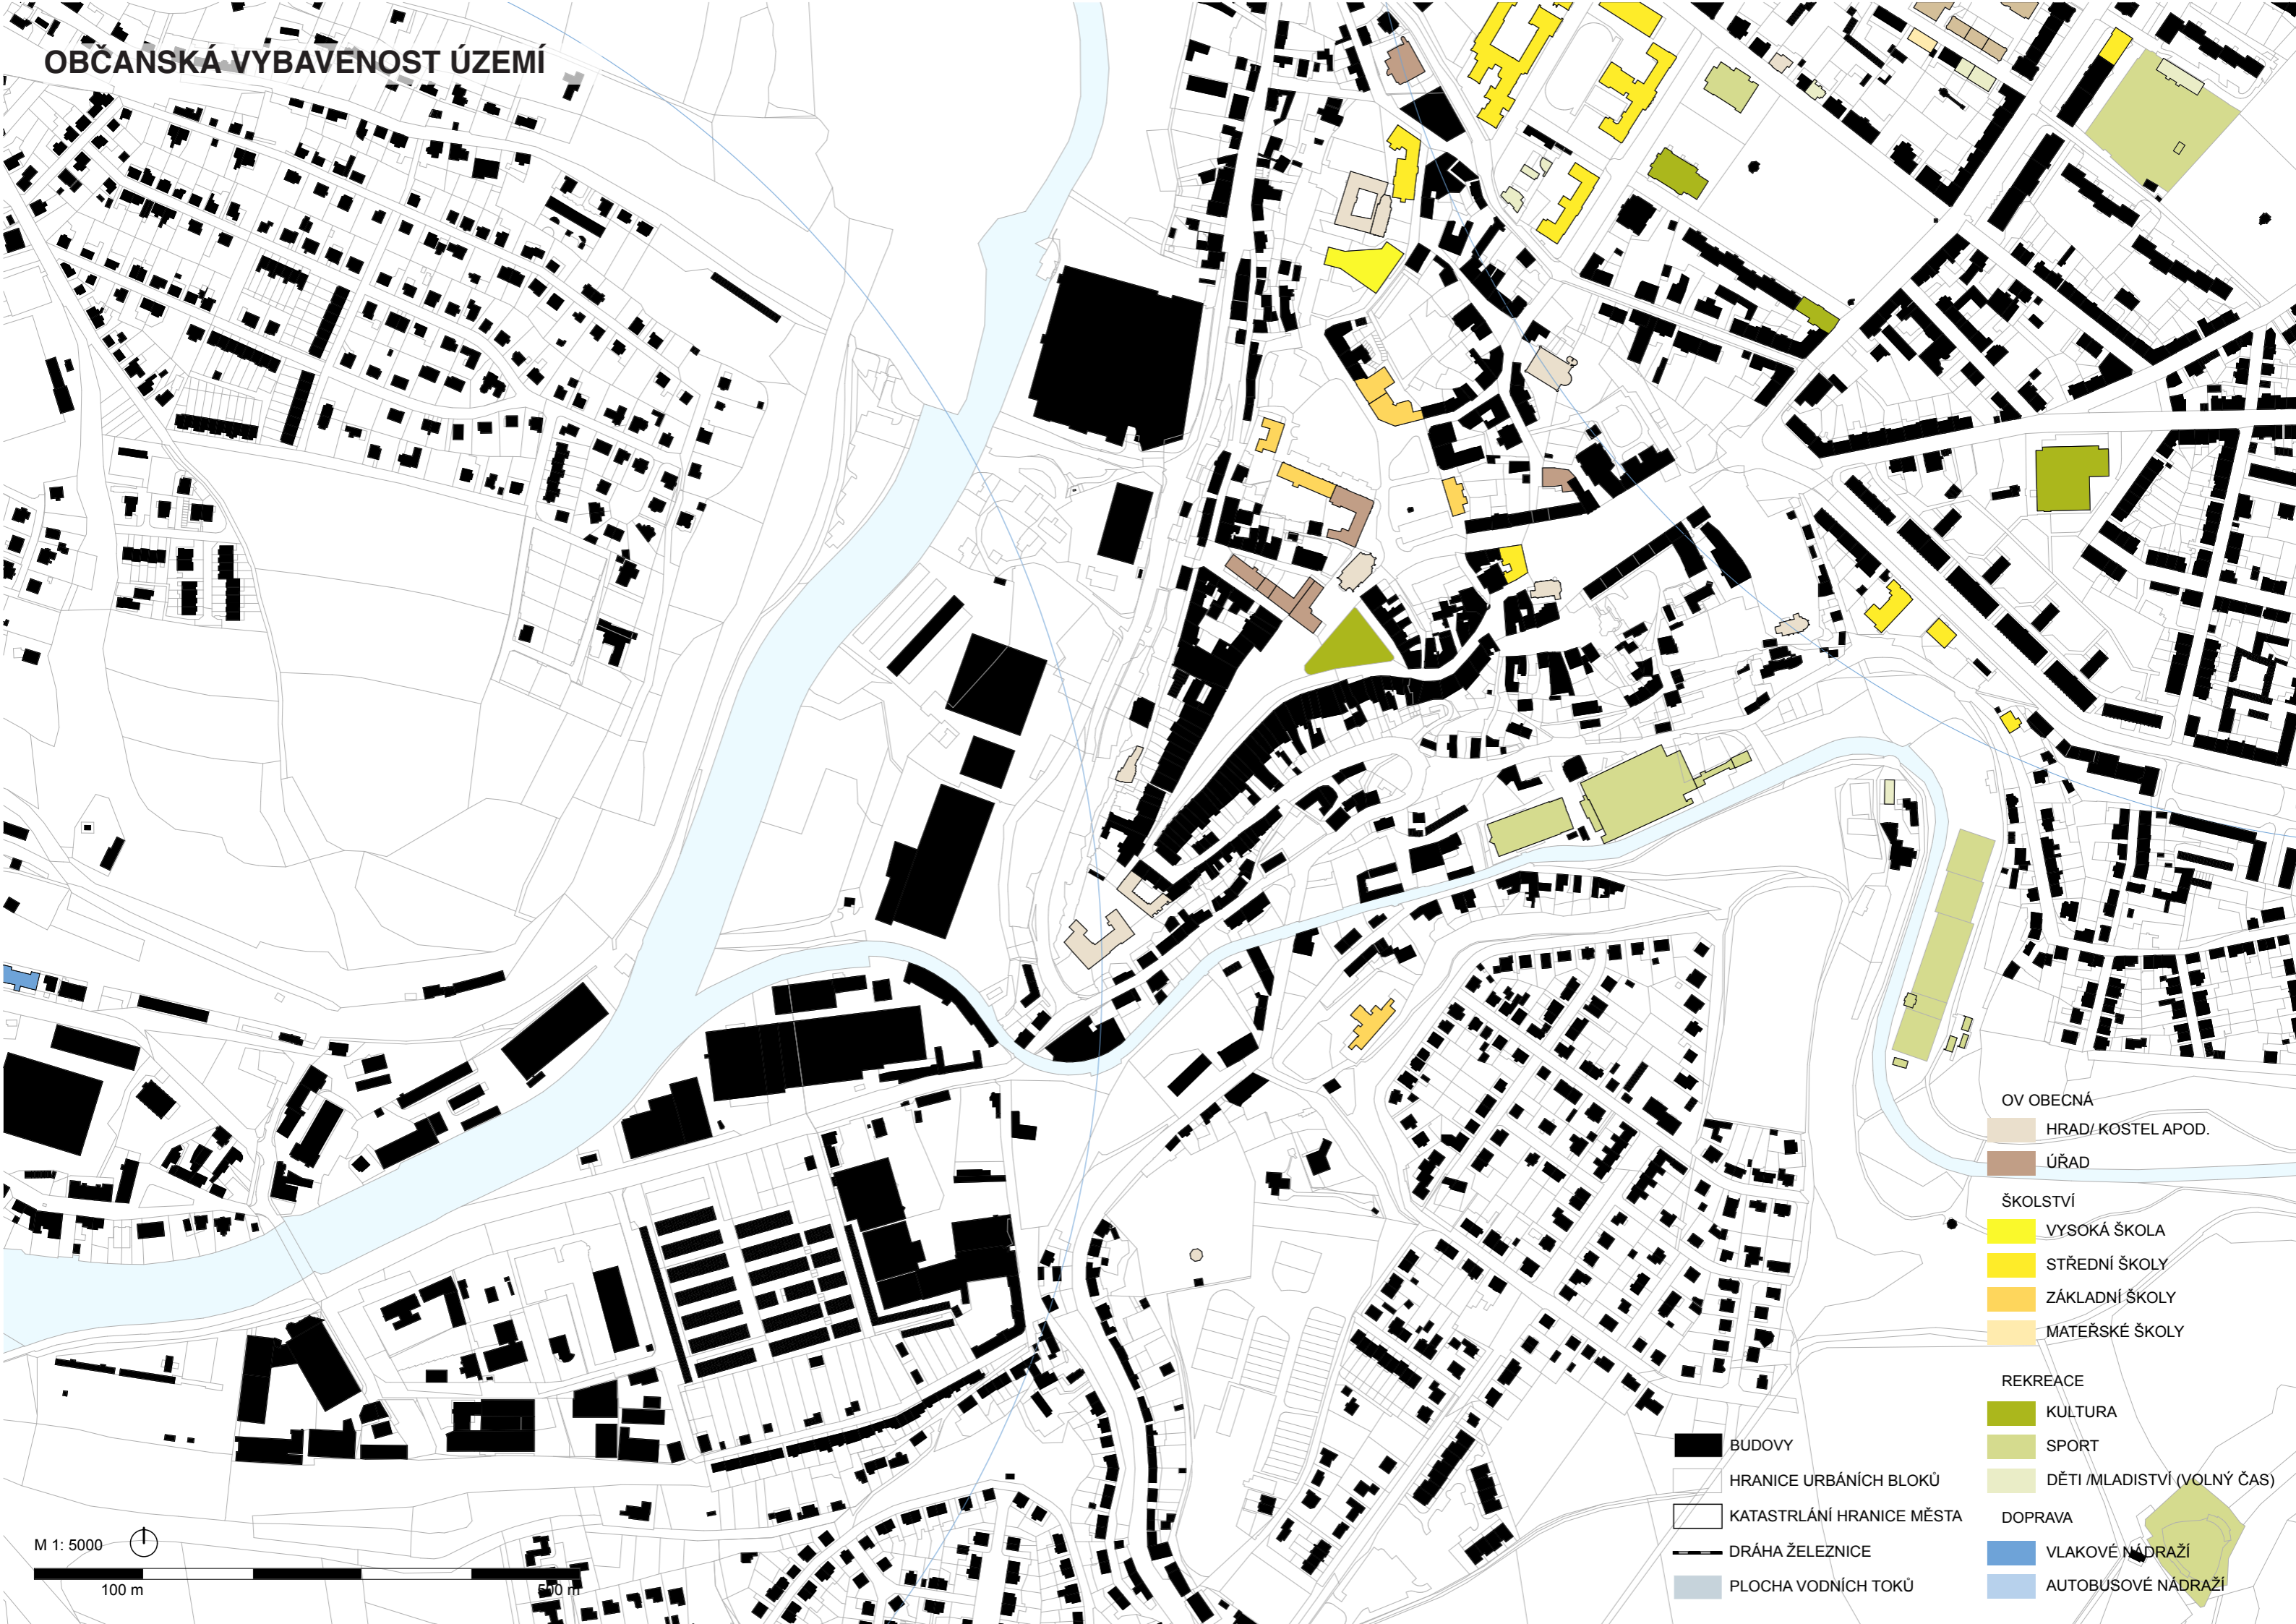 OBČANSKÁ VYBAVENOST ÚZEMÍ
OV OBECNÁ
HRAD/ KOSTEL APOD.
ÚŘAD
ŠKOLSTVÍ
VYSOKÁ ŠKOLA
STŘEDNÍ ŠKOLY
ZÁKLADNÍ ŠKOLY
MATEŘSKÉ ŠKOLY
REKREACE
KULTURA
SPORT
DĚTI /MLADISTVÍ (VOLNÝ ČAS)
DOPRAVA
VLAKOVÉ NÁDRAŽÍ
AUTOBUSOVÉ NÁDRAŽÍ
BUDOVY
HRANICE URBÁNÍCH BLOKŮ
KATASTRLÁNÍ HRANICE MĚSTA
DRÁHA ŽELEZNICE
PLOCHA VODNÍCH TOKŮ
M 1: 5000
100 m
500 m